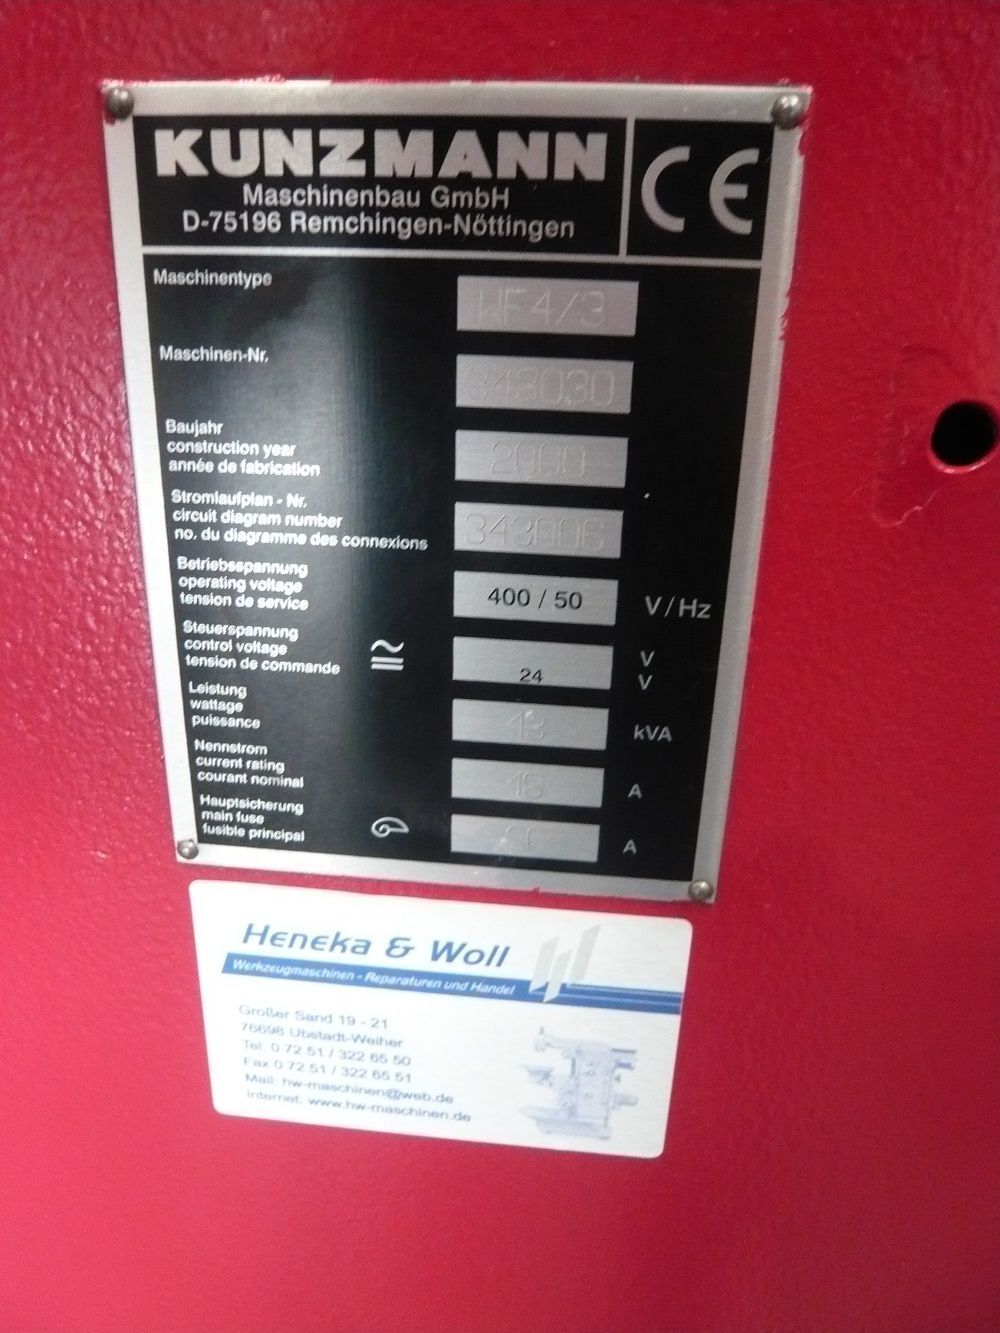 KUNZMANN
Maschinenbau GmbH
D-75196 Remchingen-Nöttingen
CE
Maschinentype
WF4/3
Maschinen-Nr.
343030
Baujahr
construction year
année de fabrication
2000
Stromlaufplan - Nr.
circuit diagram number
no. du diagramme des connexions
343006
Betriebsspannung
operating voltage
tension de service
400 / 50 V/Hz
Steuerspannung
control voltage
tension de commande
V
24 V
Leistung
wattage
puissance
13 kVA
Nennstrom
current rating
courant nominal
A
Hauptsicherung
main fuse
fusible principal
A
Heneka & Woll
Werkzeugmaschinen - Reparaturen und Handel
Großer Sand 19 - 21
76698 Ubstadt-Weiher
Tel. 0 72 51 / 322 65 50
Fax 0 72 51 / 322 65 51
Mail: hw-maschinen@web.de
Internet: www.hw-maschinen.de